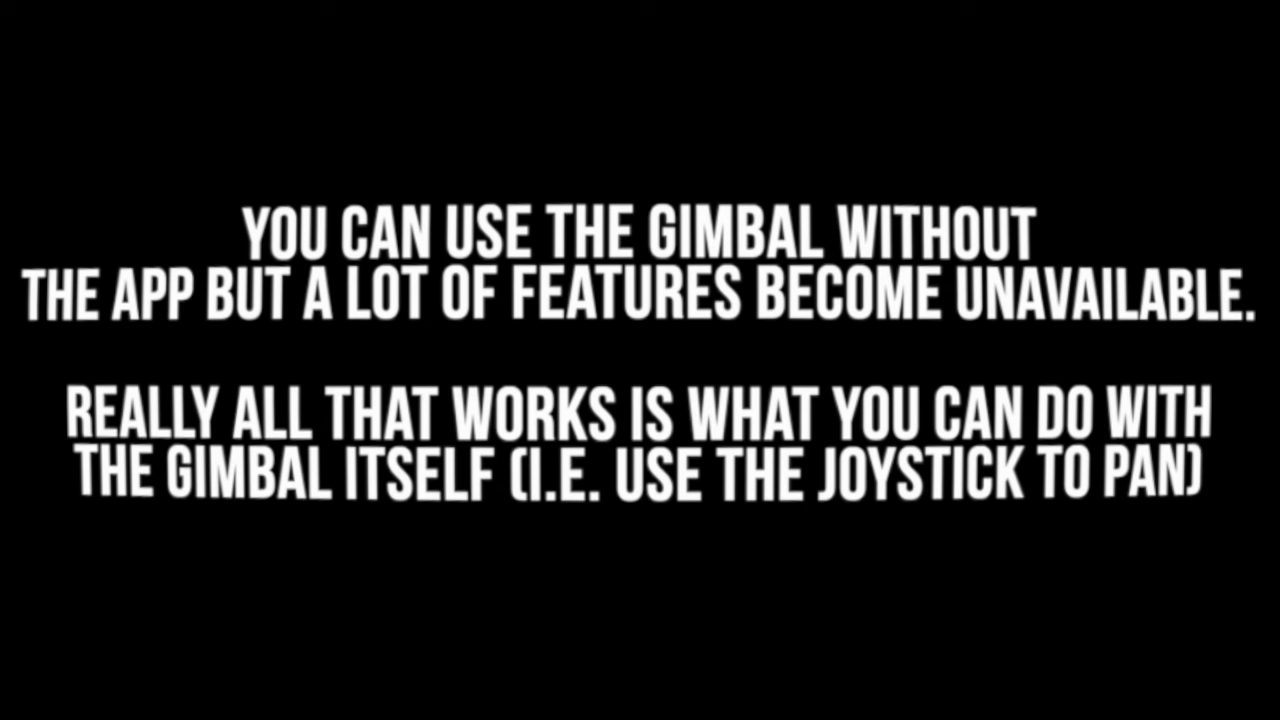 YOU CAN USE THE GIMBAL WITHOUT
THE APP BUT A LOT OF FEATURES BECOME UNAVAILABLE.
REALLY ALL THAT WORKS IS WHAT YOU CAN DO WITH
THE GIMBAL ITSELF (I.E. USE THE JOYSTICK TO PAN)